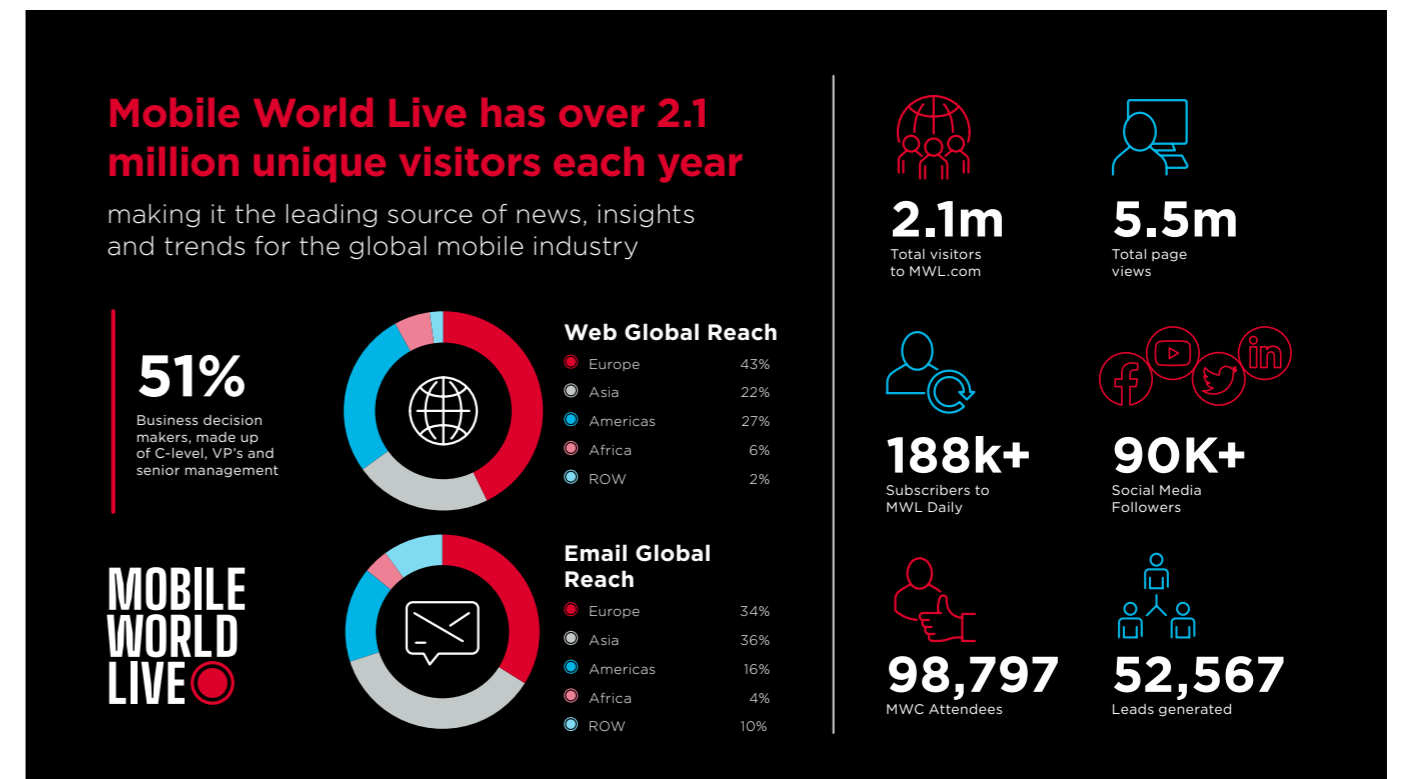 Mobile World Live has over 2.1
million unique visitors each year
making it the leading source of news, insights
and trends for the global mobile industry
51%
Business decision
makers, made up
of C-level, VP's and
senior management
Web Global Reach
Europe 43%
Asia 22%
Americas 27%
Africa 6%
ROW 2%
Email Global
Reach
Europe 34%
Asia 36%
Americas 16%
Africa 4%
ROW 10%
MOBILE
WORLD
LIVE
2.1m
Total visitors
to MWL.com
5.5m
Total page
views
188k+
Subscribers to
MWL Daily
f
in
90K+
Social Media
Followers
98,797
MWC Attendees
52,567
Leads generated